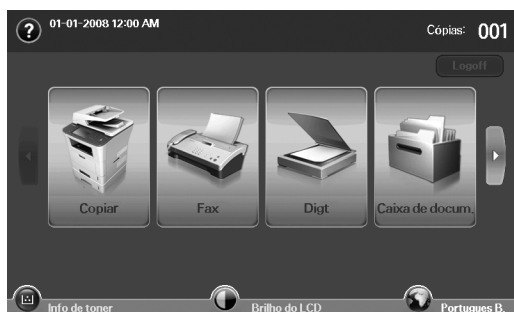 ? 01-01-2008 12:00 AM Cópias: 001
Logoff
Copiar Fax Digt Caixa de docum.
Info de toner Brilho do LCD Portugues B.